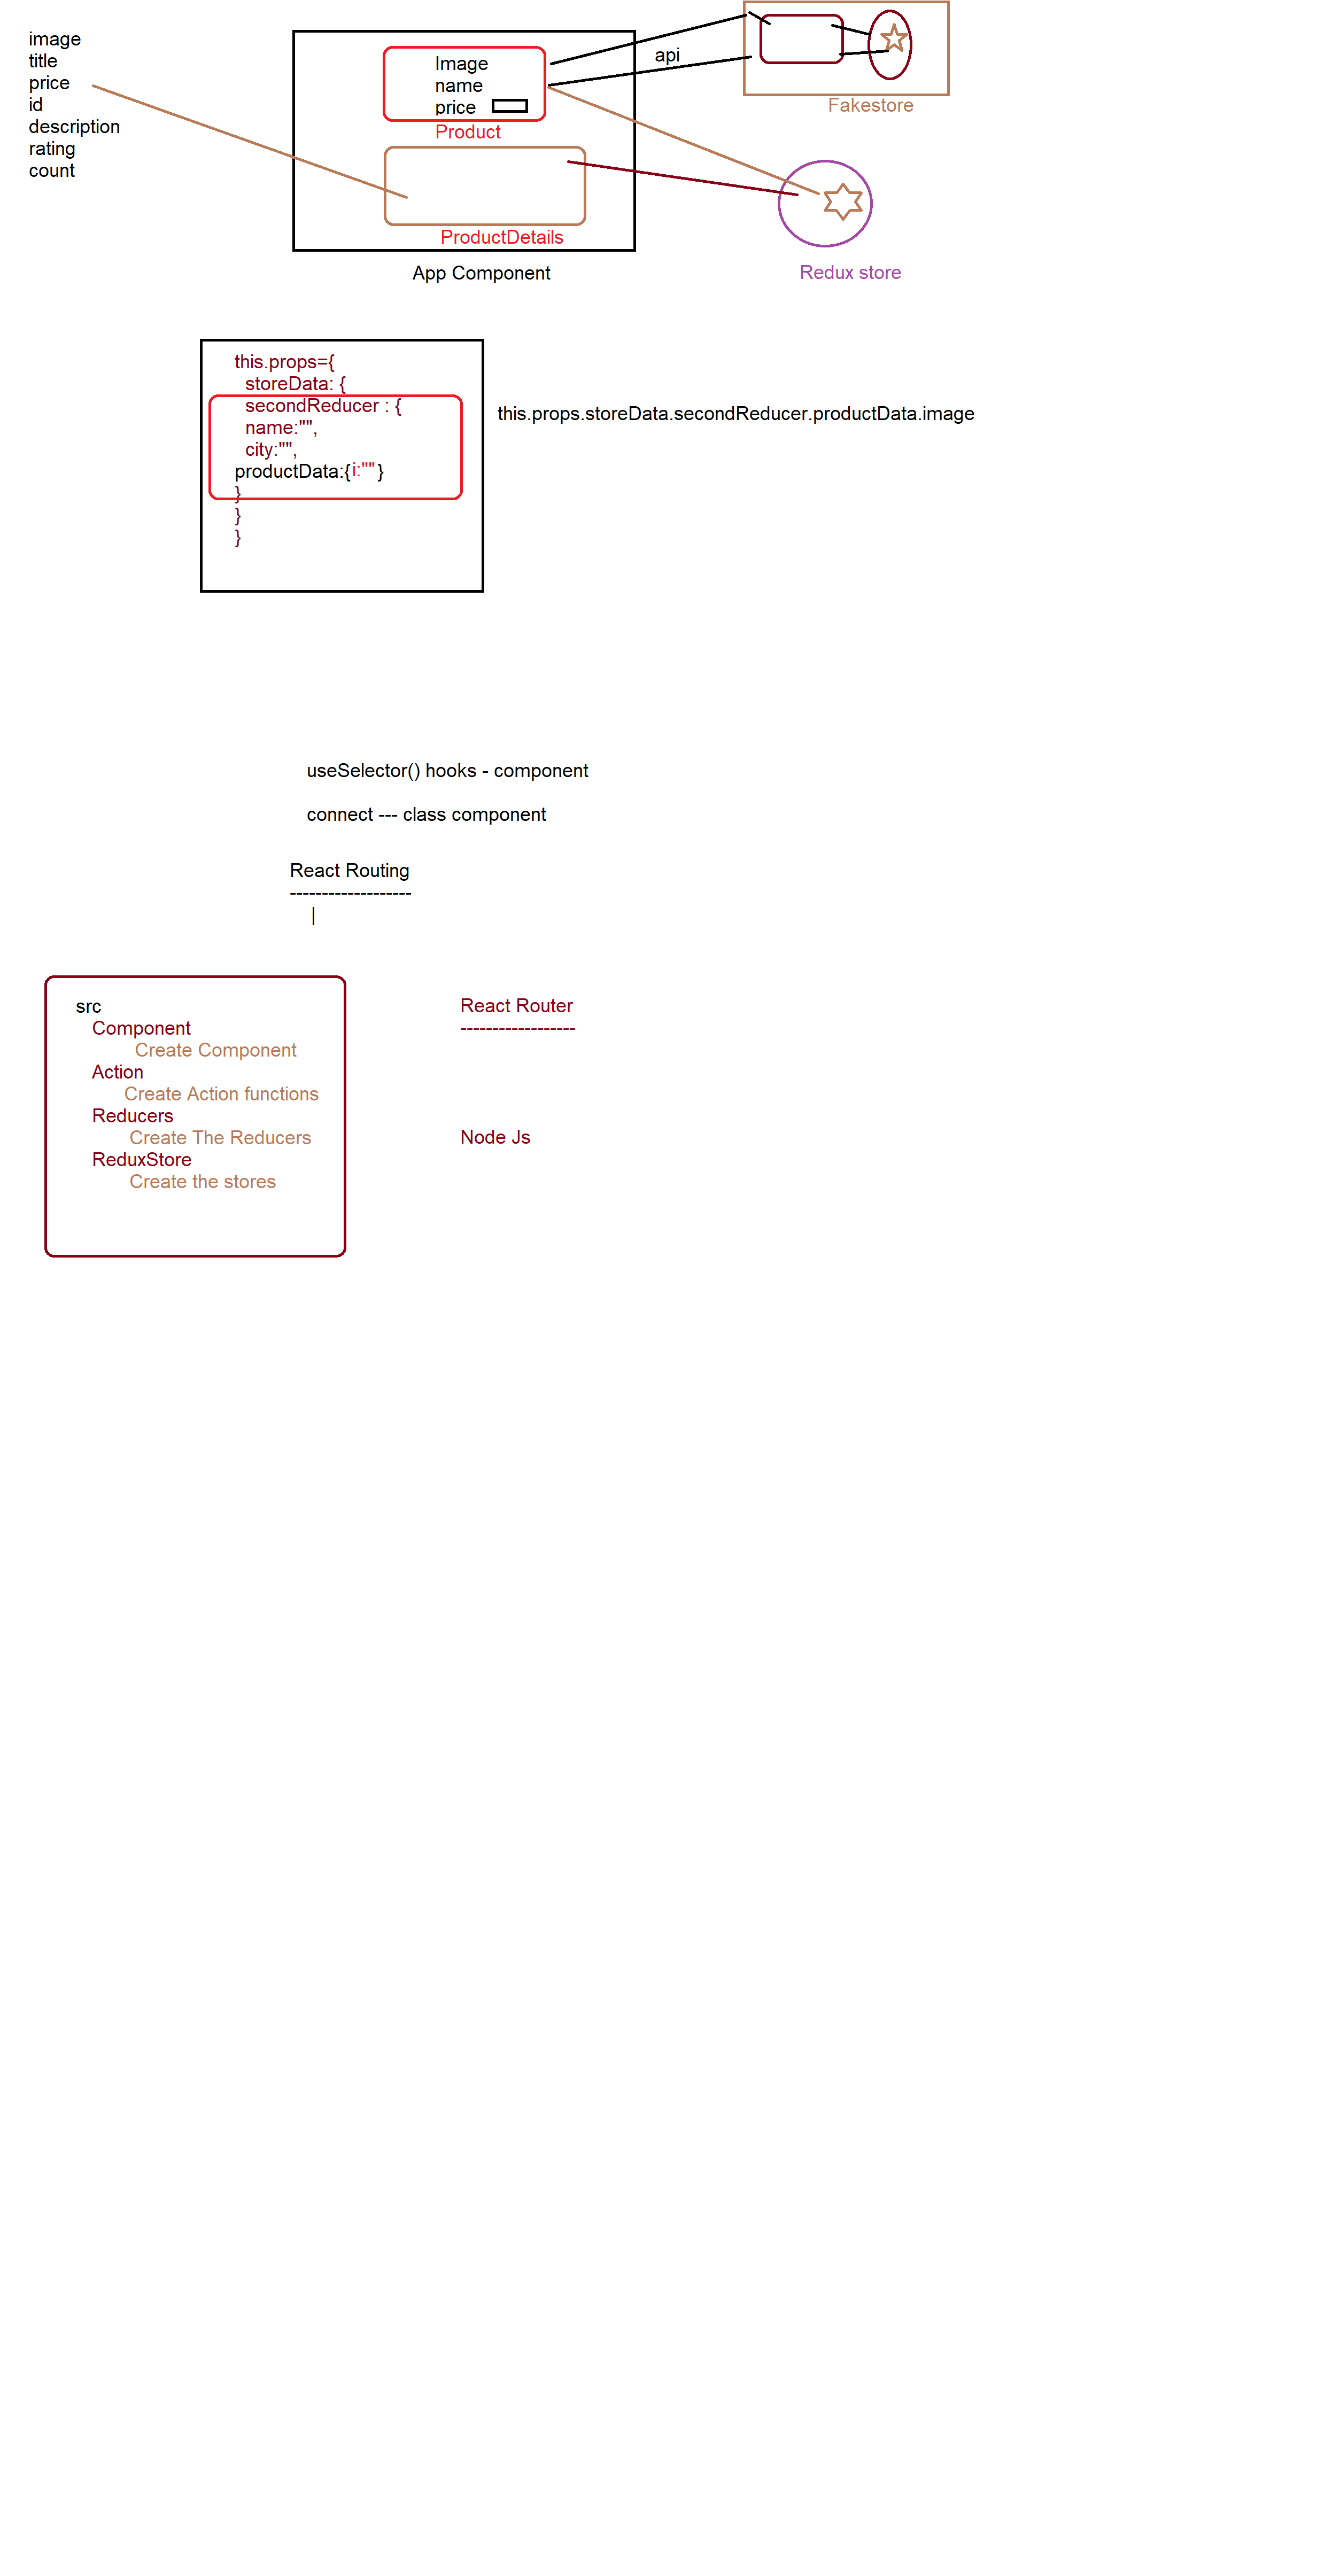 image
title
price
id
description
rating
count
Image
name
price
Product
ProductDetails
App Component
api
Fakestore
Redux store
this.props={
storeData: {
secondReducer : {
name:"",
city:"",
productData:{i:""}
}
}
}
this.props.storeData.secondReducer.productData.image
useSelector() hooks - component
connect --- class component
React Routing
-------------------
|
src
Component
Create Component
Action
Create Action functions
Reducers
Create The Reducers
ReduxStore
Create the stores
React Router
------------------
Node Js